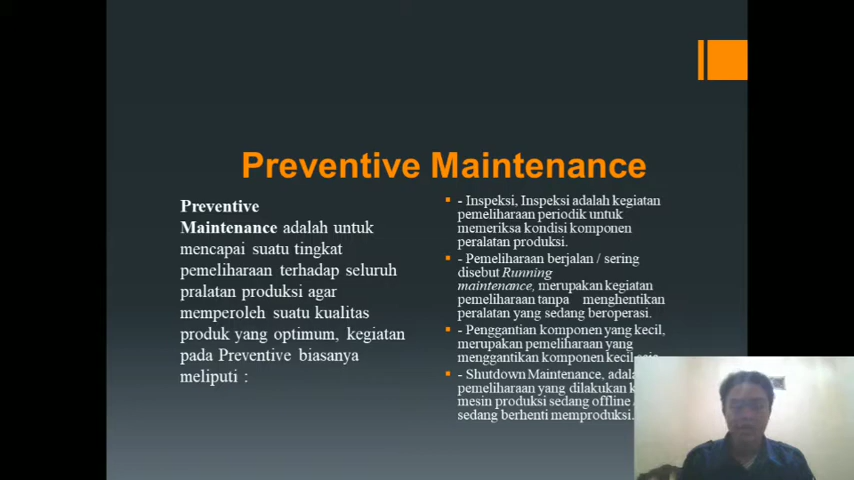 Preventive Maintenance
Preventive
Maintenance adalah untuk
mencapai suatu tingkat
pemeliharaan terhadap seluruh
pralatan produksi agar
memperoleh suatu kualitas
produk yang optimum, kegiatan
pada Preventive biasanya
meliputi :
- Inspeksi, Inspeksi adalah kegiatan
pemeliharaan periodik untuk
memeriksa kondisi komponen
peralatan produksi.
- Pemeliharaan berjalan / sering
disebut Running
maintenance, merupakan kegiatan
pemeliharaan tanpa menghentikan
peralatan yang sedang beroperasi.
- Penggantian komponen yang kecil,
merupakan pemeliharaan yang
menggantikan komponen kecil
- Shutdown Maintenance,
pemeliharaan yang dilakukan
mesin produksi sedang offline
sedang berhenti memproduksi.